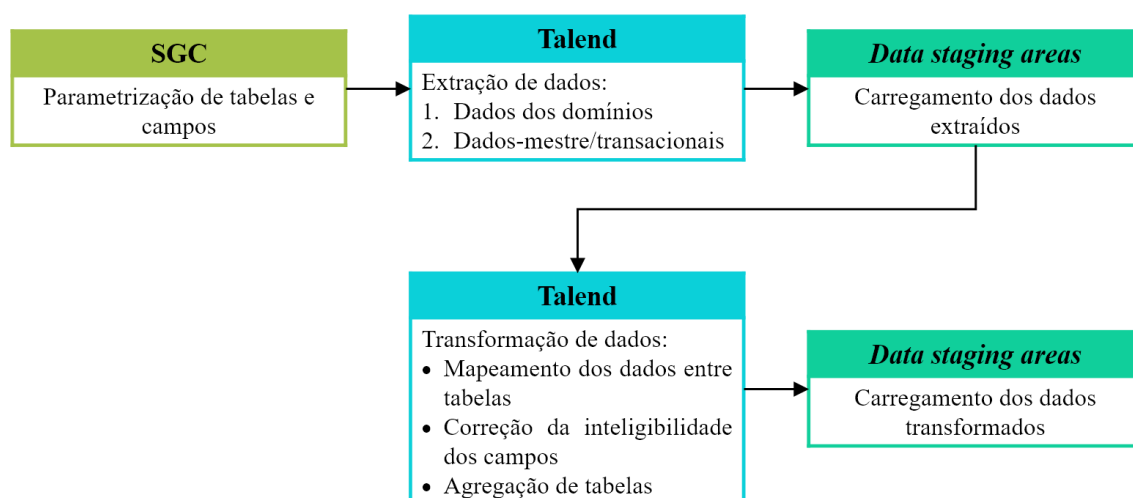 SGC
Parametrização de tabelas e
campos
Talend
Extração de dados:
1. Dados dos domínios
2. Dados-mestre/transacionais
Data staging areas
Carregamento dos dados
extraídos
Talend
Transformação de dados:
• Mapeamento dos dados entre
tabelas
• Correção da inteligibilidade
dos campos
• Agregação de tabelas
Data staging areas
Carregamento dos dados
transformados